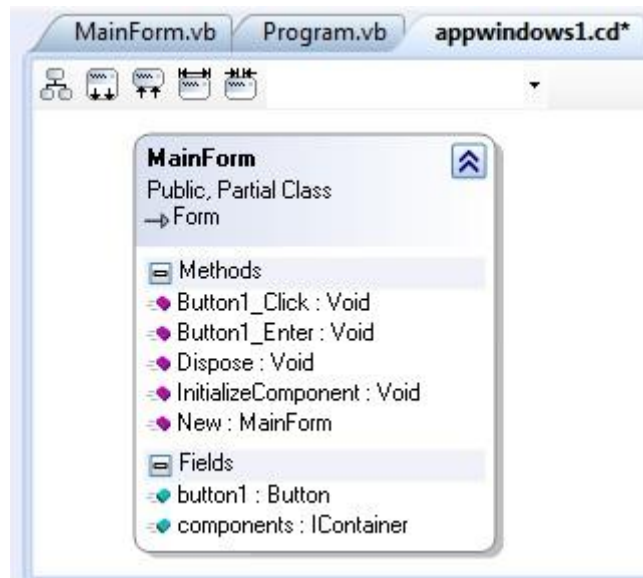 MainForm.vb Program.vb appwindows1.cd*
MainForm
Public, Partial Class
Form
Methods
Button1_Click : Void
Button1_Enter : Void
Dispose : Void
InitializeComponent : Void
New : MainForm
Fields
button1 : Button
components : IContainer